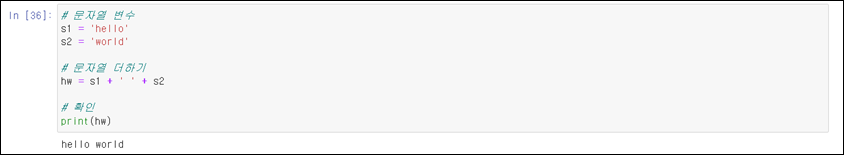 In [36]:
# 문자열 변수
s1 = 'hello'
s2 = 'world'
# 문자열 더하기
hw = s1 + ' ' + s2
# 확인
print(hw)
hello world